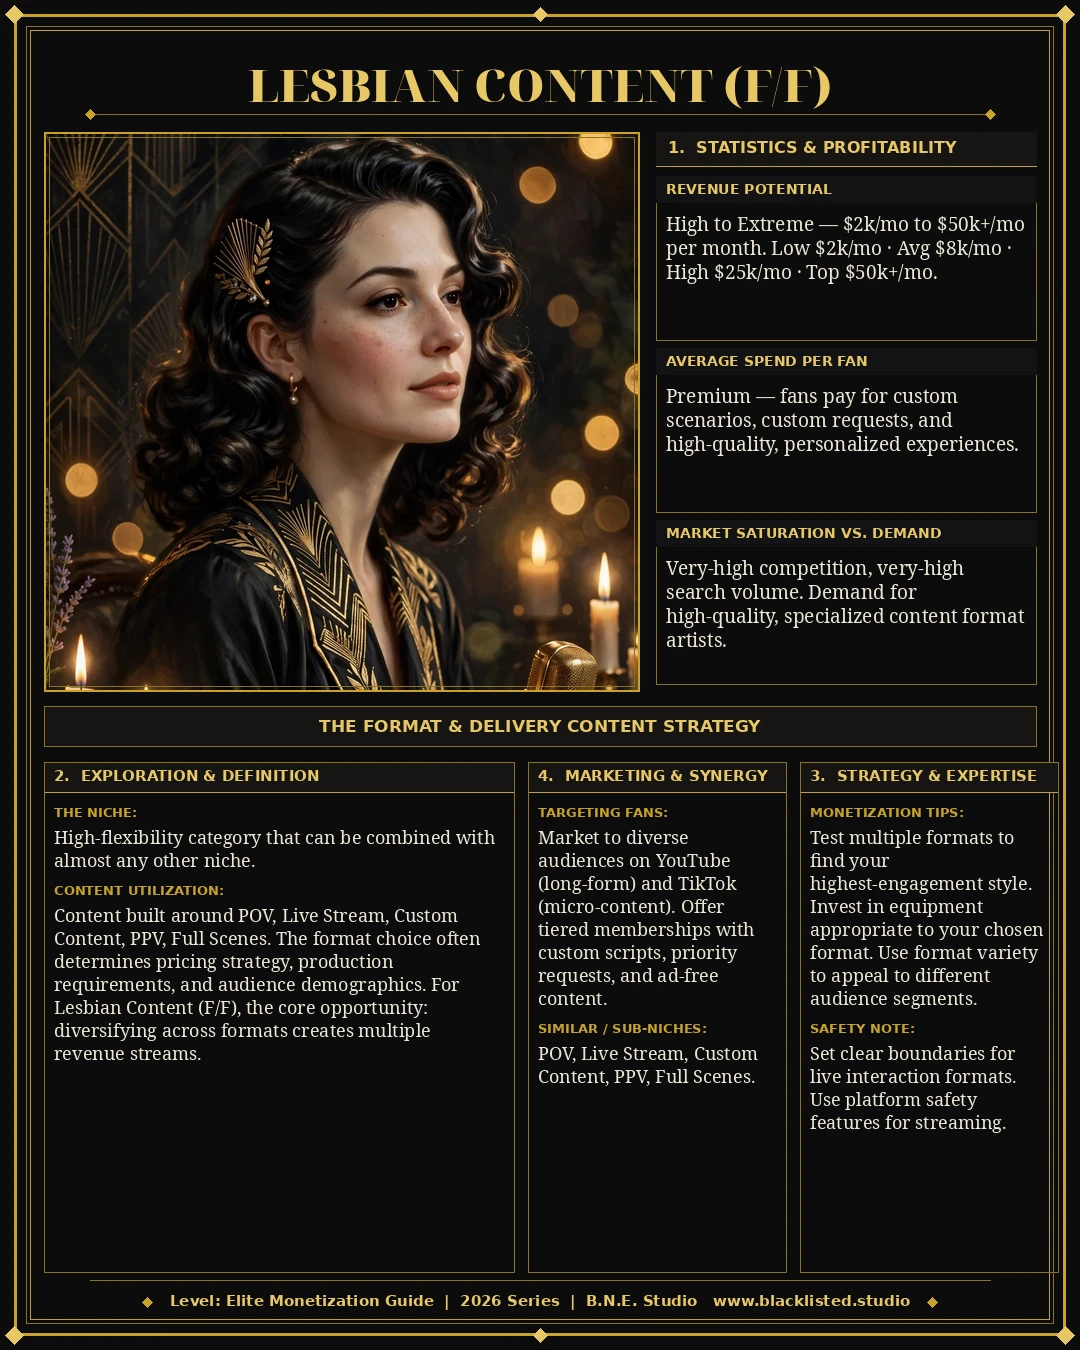 LESBIAN CONTENT (F/F)
1. STATISTICS & PROFITABILITY
REVENUE POTENTIAL
High to Extreme — $2k/mo to $50k+/mo
per month. Low $2k/mo · Avg $8k/mo ·
High $25k/mo · Top $50k+/mo.
AVERAGE SPEND PER FAN
Premium — fans pay for custom
scenarios, custom requests, and
high-quality, personalized experiences.
MARKET SATURATION VS. DEMAND
Very-high competition, very-high
search volume. Demand for
high-quality, specialized content format
artists.
THE FORMAT & DELIVERY CONTENT STRATEGY
2. EXPLORATION & DEFINITION
THE NICHE:
High-flexibility category that can be combined with
almost any other niche.
CONTENT UTILIZATION:
Content built around POV, Live Stream, Custom
Content, PPV, Full Scenes. The format choice often
determines pricing strategy, production
requirements, and audience demographics. For
Lesbian Content (F/F), the core opportunity:
diversifying across formats creates multiple
revenue streams.
4. MARKETING & SYNERGY
TARGETING FANS:
Market to diverse
audiences on YouTube
(long-form) and TikTok
(micro-content). Offer
tiered memberships with
custom scripts, priority
requests, and ad-free
content.
SIMILAR / SUB-NICHES:
POV, Live Stream, Custom
Content, PPV, Full Scenes.
3. STRATEGY & EXPERTISE
MONETIZATION TIPS:
Test multiple formats to
find your
highest-engagement style.
Invest in equipment
appropriate to your chosen
format. Use format variety
to appeal to different
audience segments.
SAFETY NOTE:
Set clear boundaries for
live interaction formats.
Use platform safety
features for streaming.
Level: Elite Monetization Guide | 2026 Series | B.N.E. Studio www.blacklisted.studio